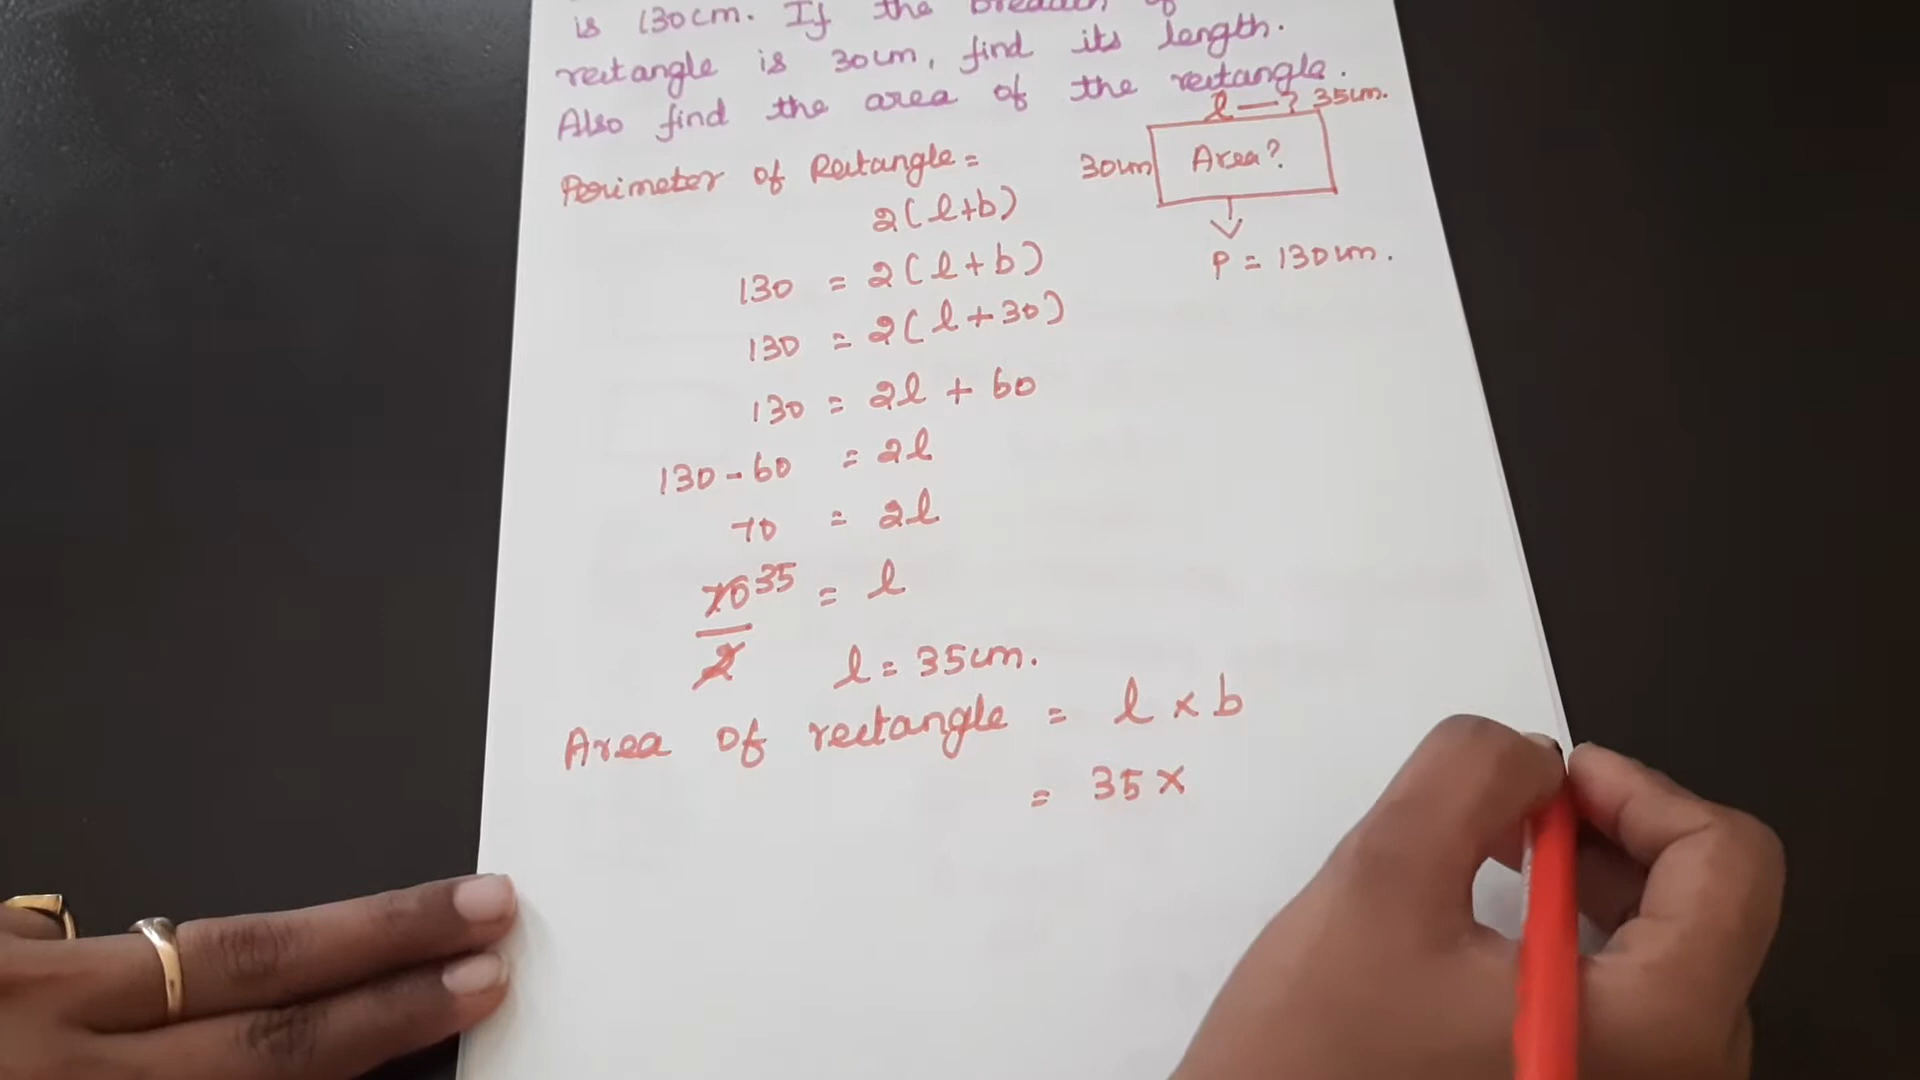 is 130cm. If the breadth of
rectangle is 30cm, find its length.
Also find the area of the rectangle.
l — ? 35cm.
30cm Area?
P = 130cm.
Perimeter of Rectangle =
2(l+b)
130 = 2(l+b)
130 = 2(l+30)
130 = 2l + 60
130-60 = 2l
70 = 2l
70 35 = l
2
l = 35cm.
Area of rectangle = l × b
= 35 ×